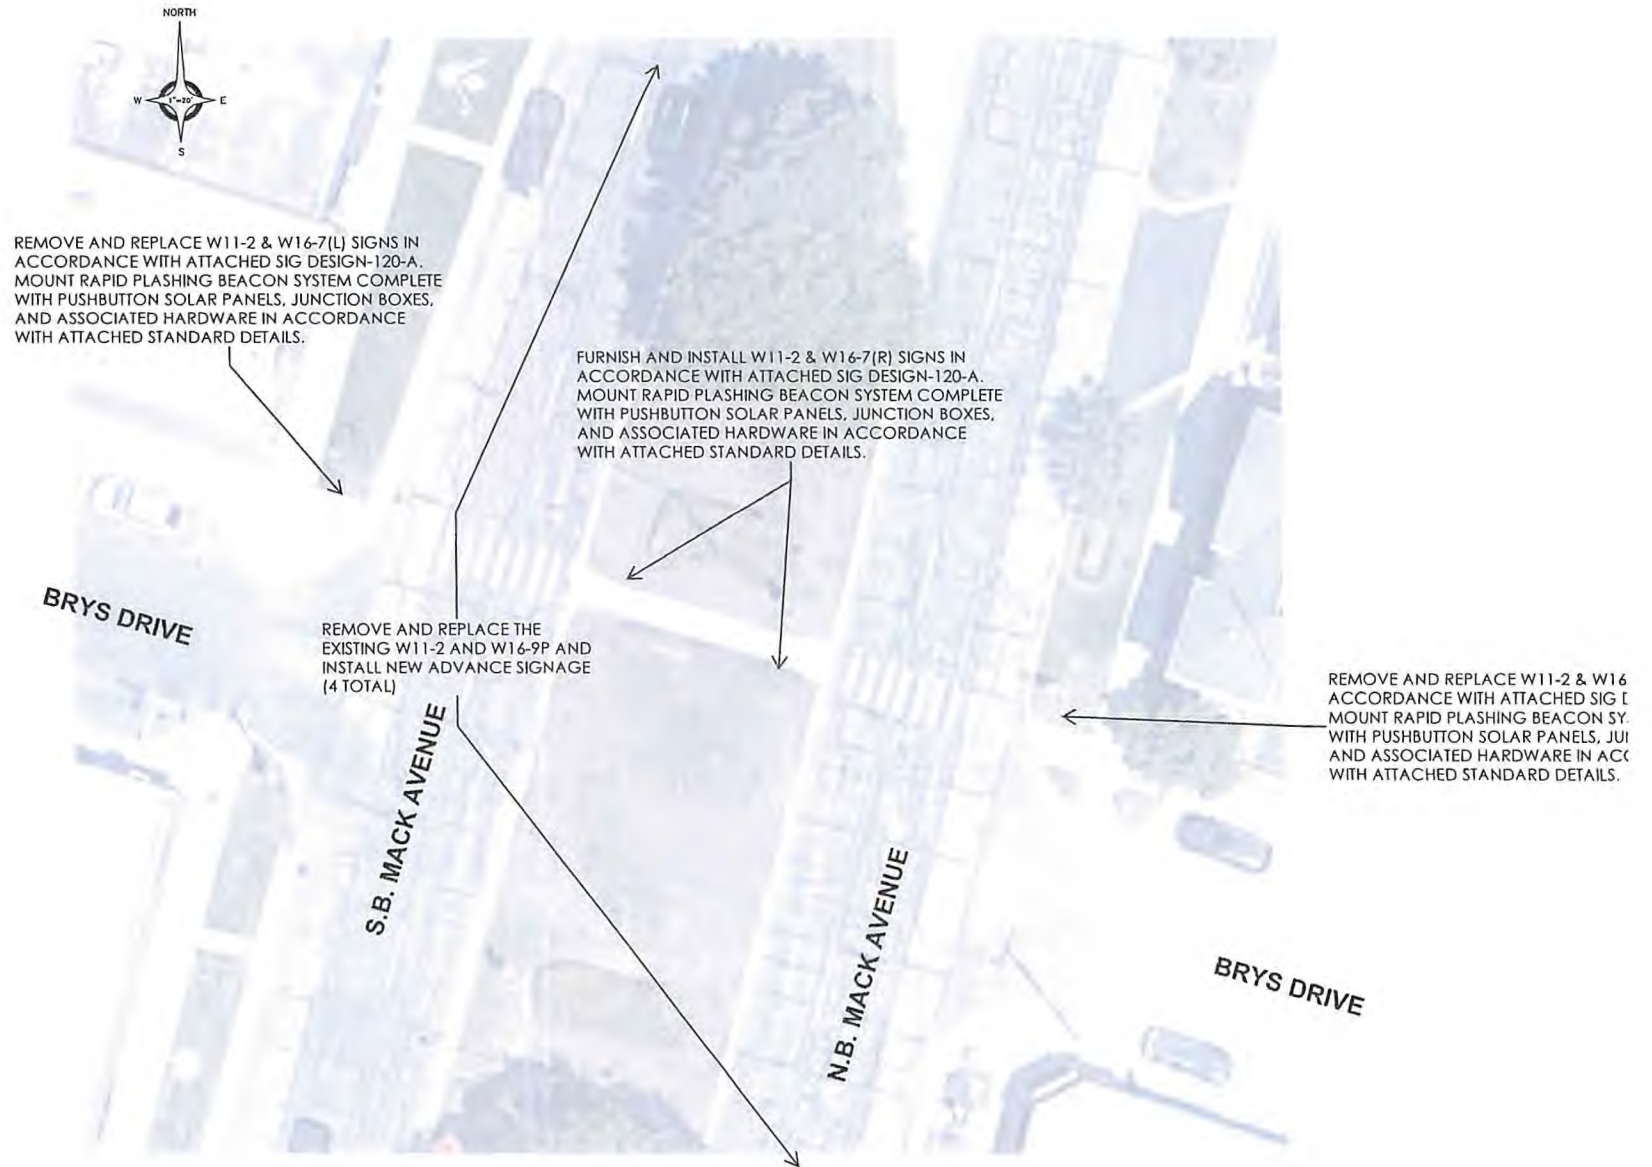 NORTH
W 1"=20' E
S
REMOVE AND REPLACE W11-2 & W16-7(L) SIGNS IN
ACCORDANCE WITH ATTACHED SIG DESIGN-120-A.
MOUNT RAPID PLASHING BEACON SYSTEM COMPLETE
WITH PUSHBUTTON SOLAR PANELS, JUNCTION BOXES,
AND ASSOCIATED HARDWARE IN ACCORDANCE
WITH ATTACHED STANDARD DETAILS.
FURNISH AND INSTALL W11-2 & W16-7(R) SIGNS IN
ACCORDANCE WITH ATTACHED SIG DESIGN-120-A.
MOUNT RAPID PLASHING BEACON SYSTEM COMPLETE
WITH PUSHBUTTON SOLAR PANELS, JUNCTION BOXES,
AND ASSOCIATED HARDWARE IN ACCORDANCE
WITH ATTACHED STANDARD DETAILS.
BRYS DRIVE
REMOVE AND REPLACE THE
EXISTING W11-2 AND W16-9P AND
INSTALL NEW ADVANCE SIGNAGE
(4 TOTAL)
REMOVE AND REPLACE W11-2 & W16
ACCORDANCE WITH ATTACHED SIG
MOUNT RAPID PLASHING BEACON SY
WITH PUSHBUTTON SOLAR PANELS,
AND ASSOCIATED HARDWARE IN
WITH ATTACHED STANDARD DETAILS.
S.B. MACK AVENUE
N.B. MACK AVENUE
BRYS DRIVE